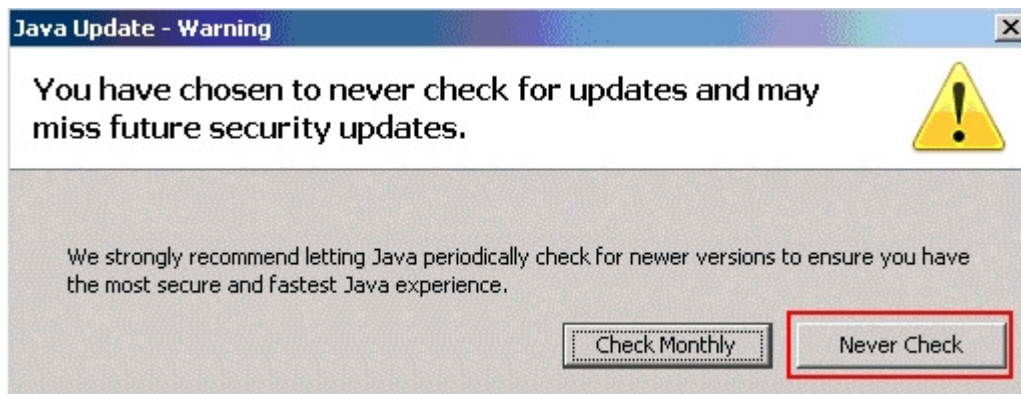 Java Update - Warning
You have chosen to never check for updates and may
miss future security updates.
We strongly recommend letting Java periodically check for newer versions to ensure you have
the most secure and fastest Java experience.
Check Monthly
Never Check